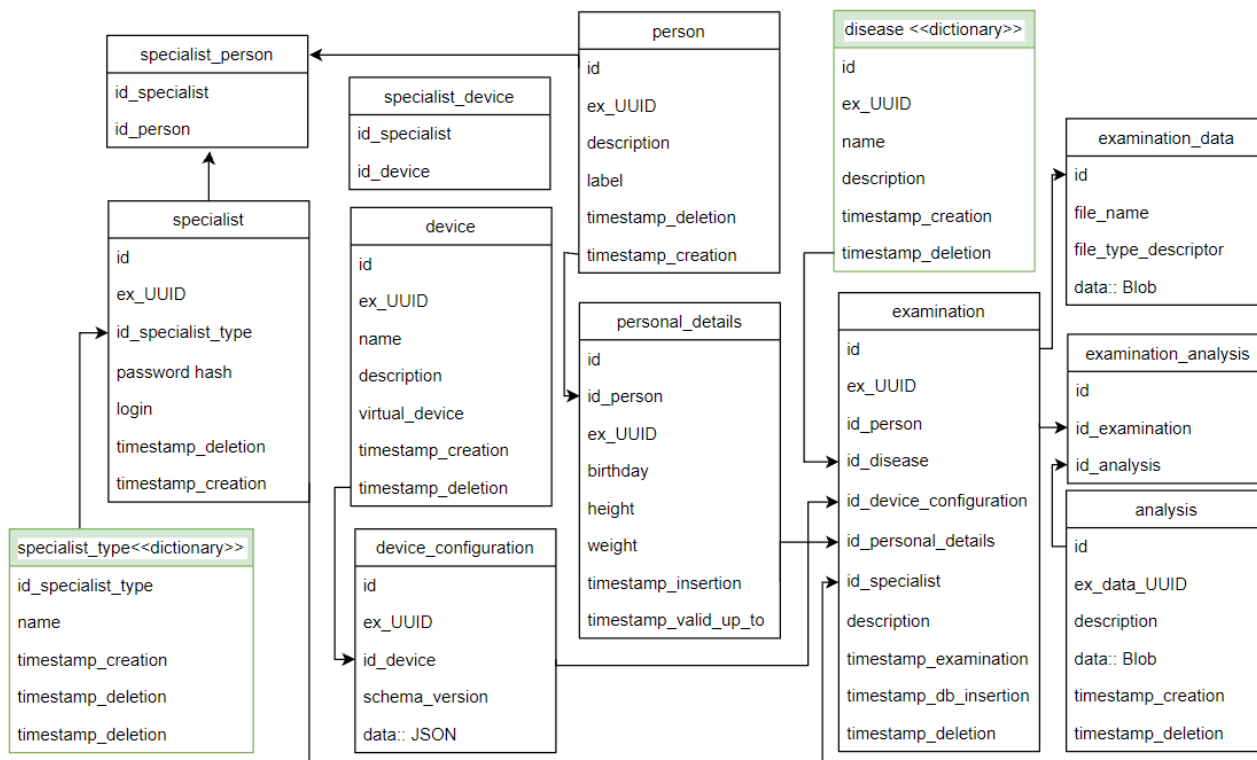 specialist_person
id_specialist
id_person
specialist_device
id_specialist
id_device
person
id
ex_UUID
description
label
timestamp_deletion
timestamp_creation
disease <<dictionary>>
id
ex_UUID
name
description
timestamp_creation
timestamp_deletion
examination_data
id
file_name
file_type_descriptor
data:: Blob
specialist
id
ex_UUID
id_specialist_type
password hash
login
timestamp_deletion
timestamp_creation
device
id
ex_UUID
name
description
virtual_device
timestamp_creation
timestamp_deletion
personal_details
id
id_person
ex_UUID
birthday
height
weight
timestamp_insertion
timestamp_valid_up_to
examination
id
ex_UUID
id_person
id_disease
id_device_configuration
id_personal_details
id_specialist
description
timestamp_examination
timestamp_db_insertion
timestamp_deletion
examination_analysis
id
id_examination
id_analysis
analysis
id
ex_data_UUID
description
data:: Blob
timestamp_creation
timestamp_deletion
specialist_type<<dictionary>>
id_specialist_type
name
timestamp_creation
timestamp_deletion
timestamp_deletion
device_configuration
id
ex_UUID
id_device
schema_version
data:: JSON